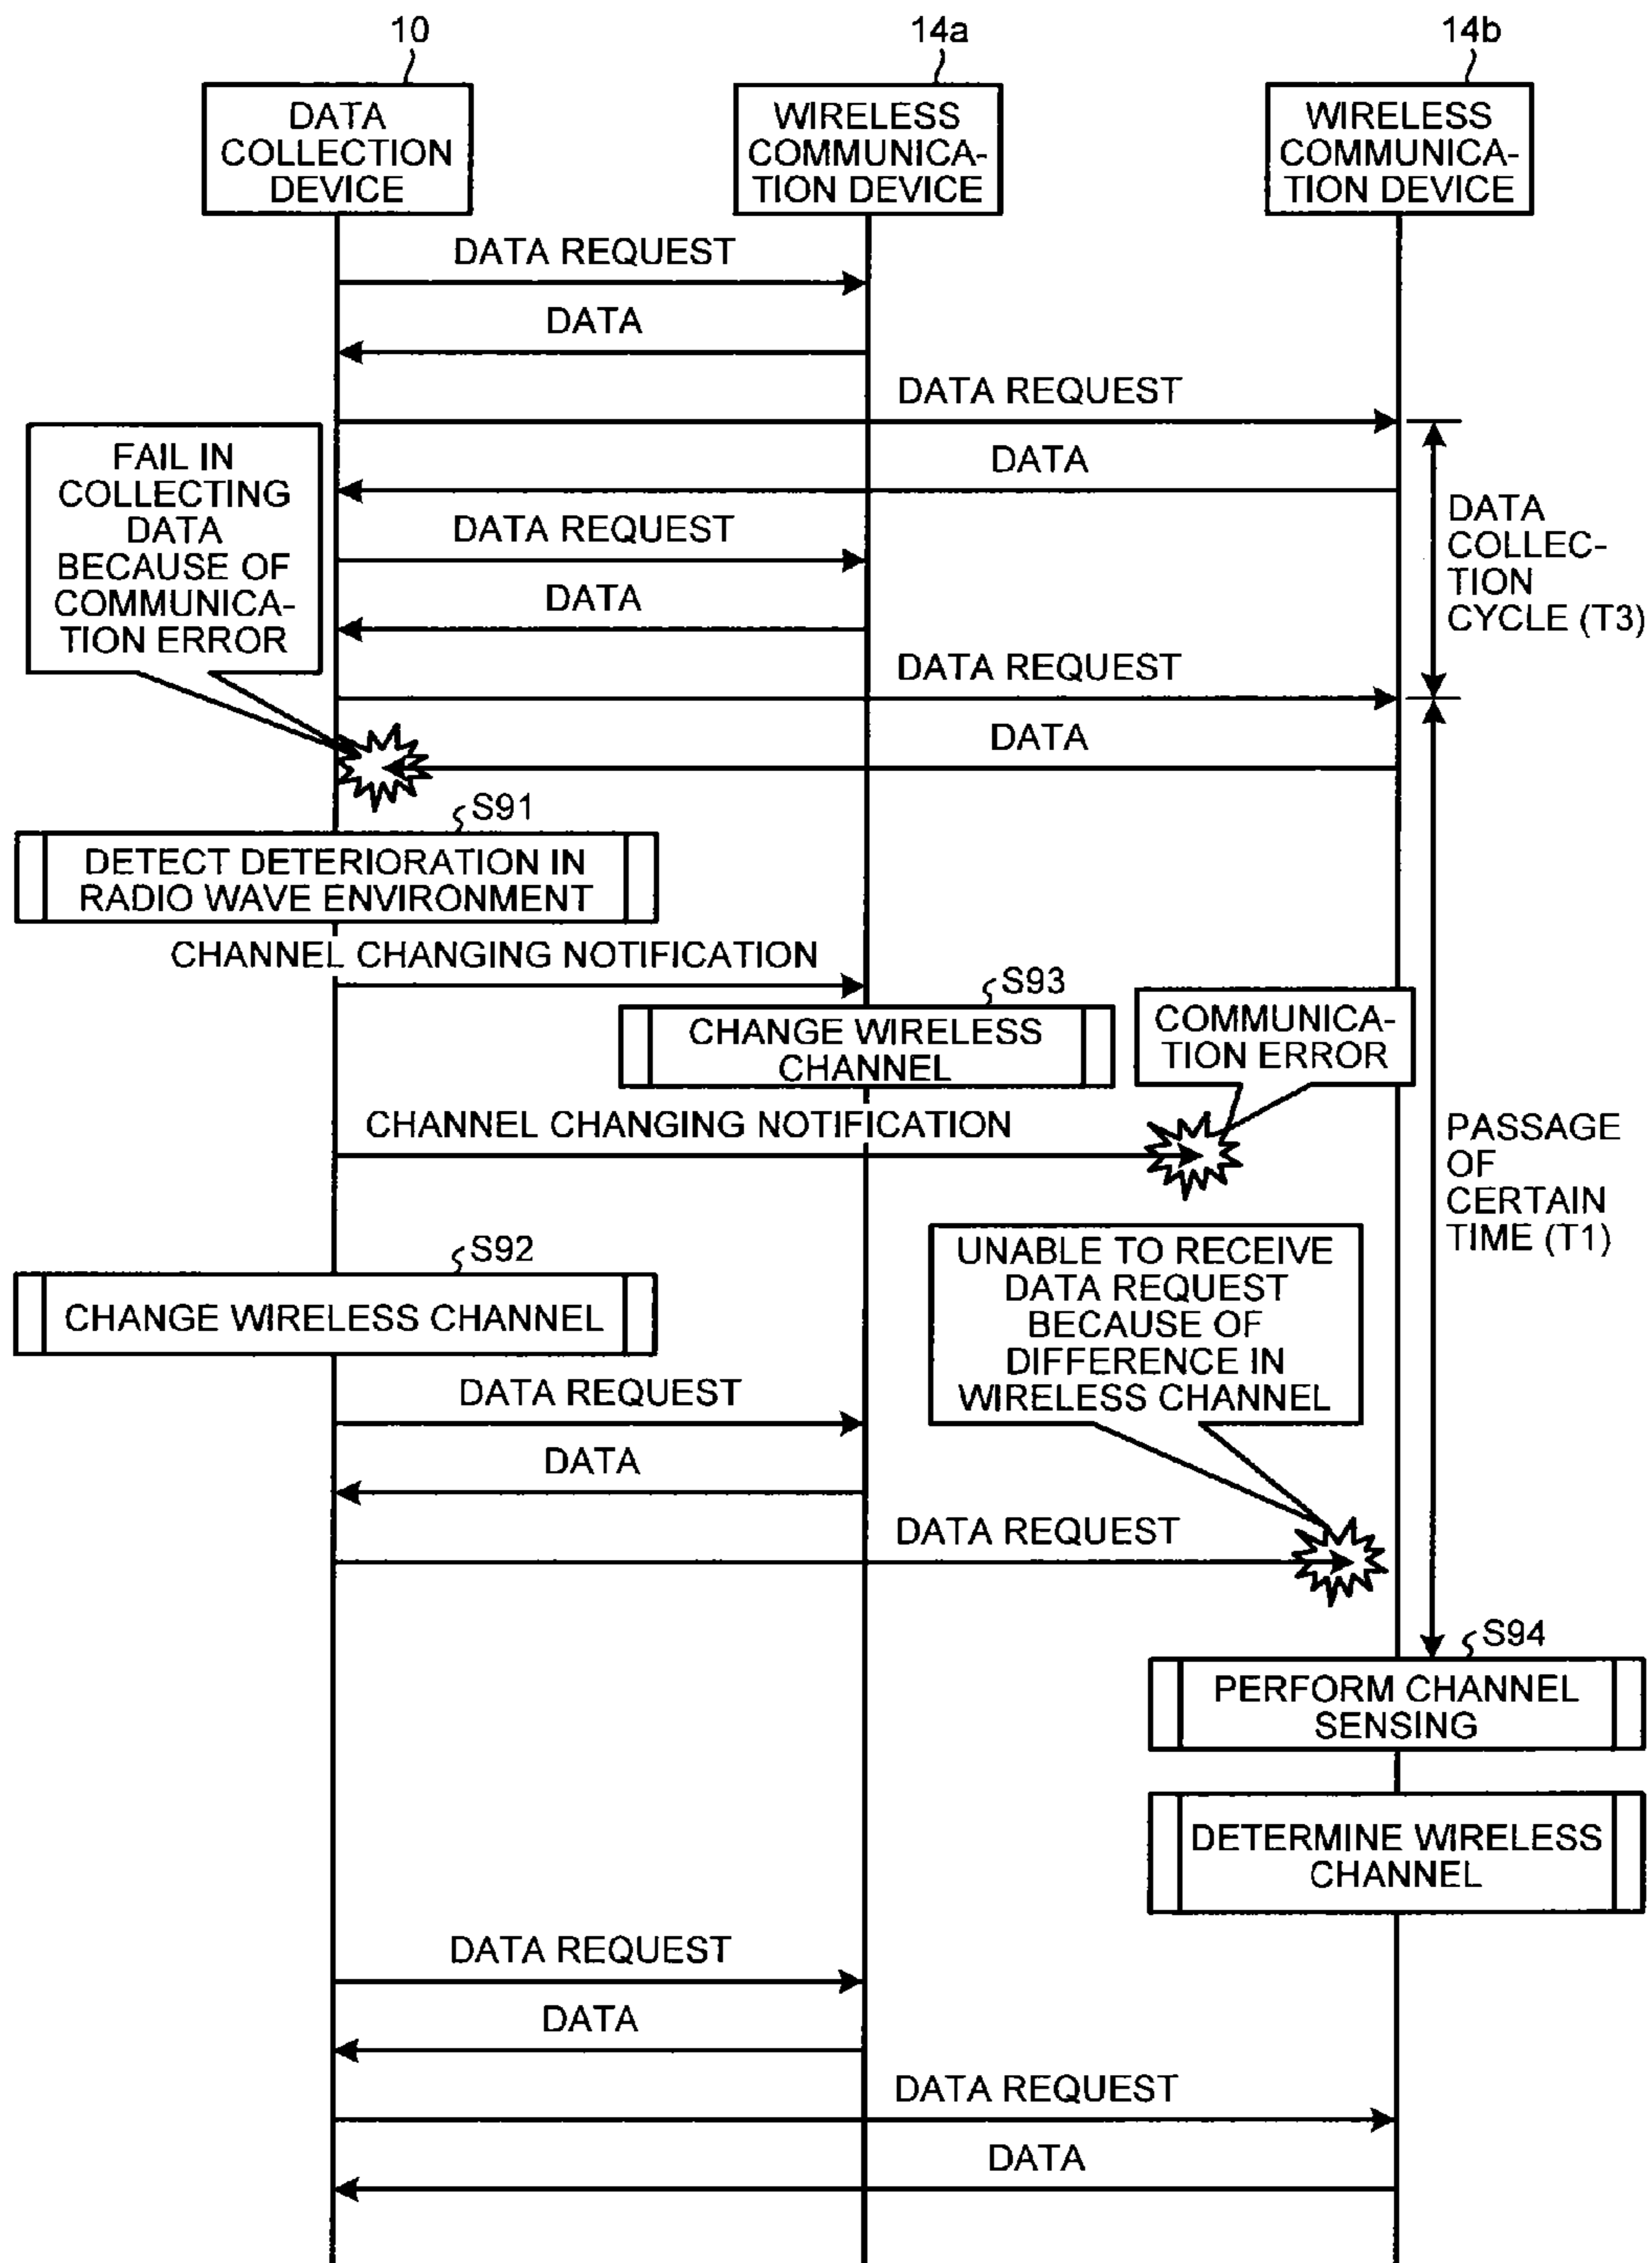 10
14a
14b
DATA
COLLECTION
DEVICE
WIRELESS
COMMUNICA-
TION DEVICE
WIRELESS
COMMUNICA-
TION DEVICE
DATA REQUEST
DATA
DATA REQUEST
FAIL IN
COLLECTING
DATA
BECAUSE OF
COMMUNICA-
TION ERROR
DATA
DATA REQUEST
DATA
DATA
COLLEC-
TION
CYCLE (T3)
DATA REQUEST
DATA
S91
DETECT DETERIORATION IN
RADIO WAVE ENVIRONMENT
CHANNEL CHANGING NOTIFICATION
S93
CHANGE WIRELESS
CHANNEL
COMMUNICA-
TION ERROR
CHANNEL CHANGING NOTIFICATION
PASSAGE
OF
CERTAIN
TIME (T1)
S92
CHANGE WIRELESS CHANNEL
UNABLE TO RECEIVE
DATA REQUEST
BECAUSE OF
DIFFERENCE IN
WIRELESS CHANNEL
DATA REQUEST
DATA
DATA REQUEST
S94
PERFORM CHANNEL
SENSING
DETERMINE WIRELESS
CHANNEL
DATA REQUEST
DATA
DATA REQUEST
DATA